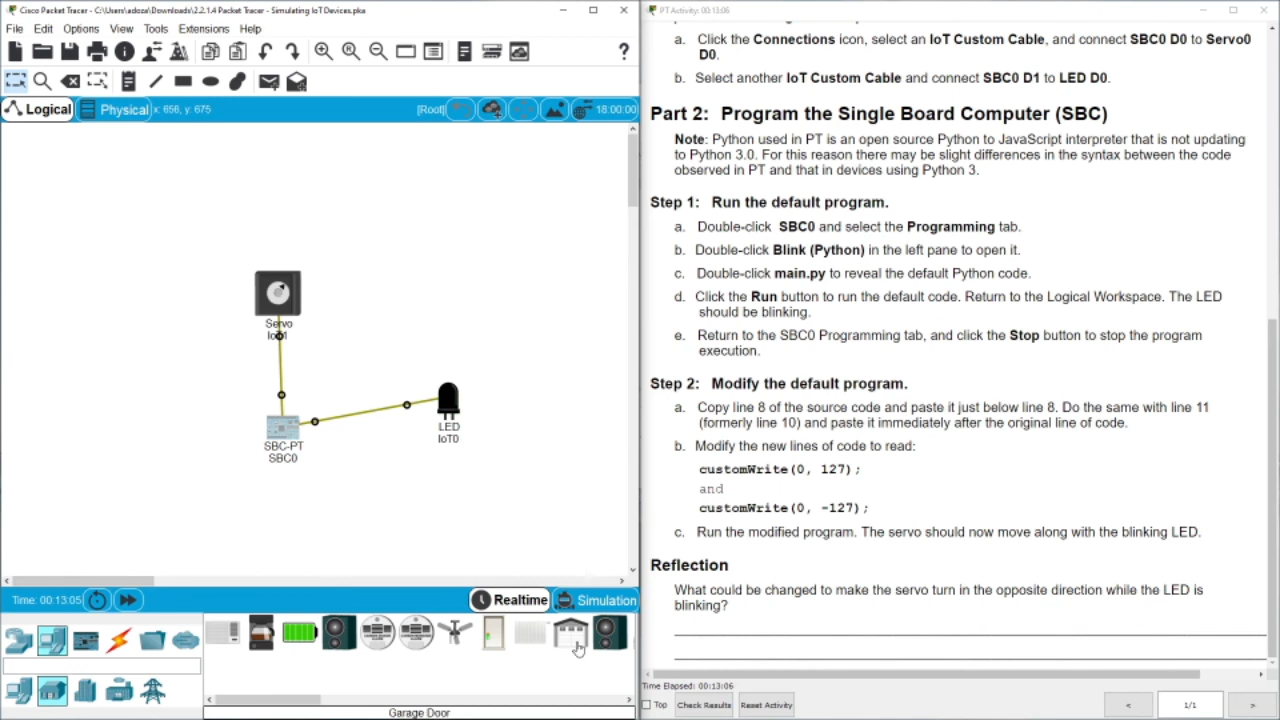 Cisco Packet Tracer - C:\Users\adoza\Downloads\2.2.1.4 Packet Tracer - Simulating IoT Devices.pka
File Edit Options View Tools Extensions Help
Logical Physical x: 656, y: 675 [Root] 18:00:00
Servo
IoT1
SBC-PT
SBC0
LED
IoT0
Time: 00:13:05 Realtime Simulation
Garage Door
PT Activity: 00:13:06
a. Click the Connections icon, select an IoT Custom Cable, and connect SBC0 D0 to Servo0
D0.
b. Select another IoT Custom Cable and connect SBC0 D1 to LED D0.
Part 2: Program the Single Board Computer (SBC)
Note: Python used in PT is an open source Python to JavaScript interpreter that is not updating
to Python 3.0. For this reason there may be slight differences in the syntax between the code
observed in PT and that in devices using Python 3.
Step 1: Run the default program.
a. Double-click SBC0 and select the Programming tab.
b. Double-click Blink (Python) in the left pane to open it.
c. Double-click main.py to reveal the default Python code.
d. Click the Run button to run the default code. Return to the Logical Workspace. The LED
should be blinking.
e. Return to the SBC0 Programming tab, and click the Stop button to stop the program
execution.
Step 2: Modify the default program.
a. Copy line 8 of the source code and paste it just below line 8. Do the same with line 11
(formerly line 10) and paste it immediately after the original line of code.
b. Modify the new lines of code to read:
customWrite(0, 127);
and
customWrite(0, -127);
c. Run the modified program. The servo should now move along with the blinking LED.
Reflection
What could be changed to make the servo turn in the opposite direction while the LED is
blinking?
Time Elapsed: 00:13:06
Top Check Results Reset Activity < 1/1 >